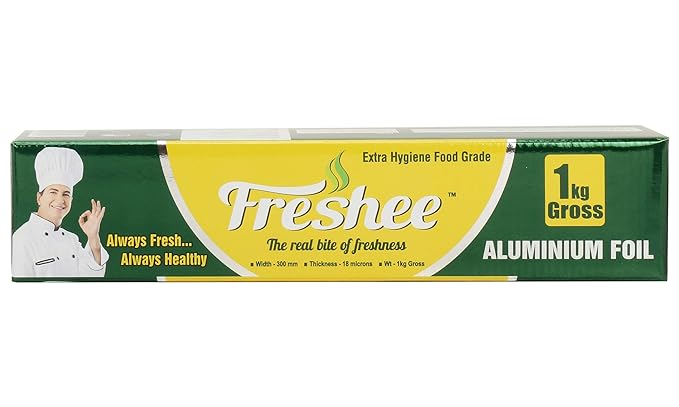 Extra Hygiene Food Grade
Freshee™
The real bite of freshness
■ Width - 300 mm ■ Thickness - 18 microns ■ Wt - 1kg Gross
Always Fresh...
Always Healthy
1kg
Gross
ALUMINIUM FOIL